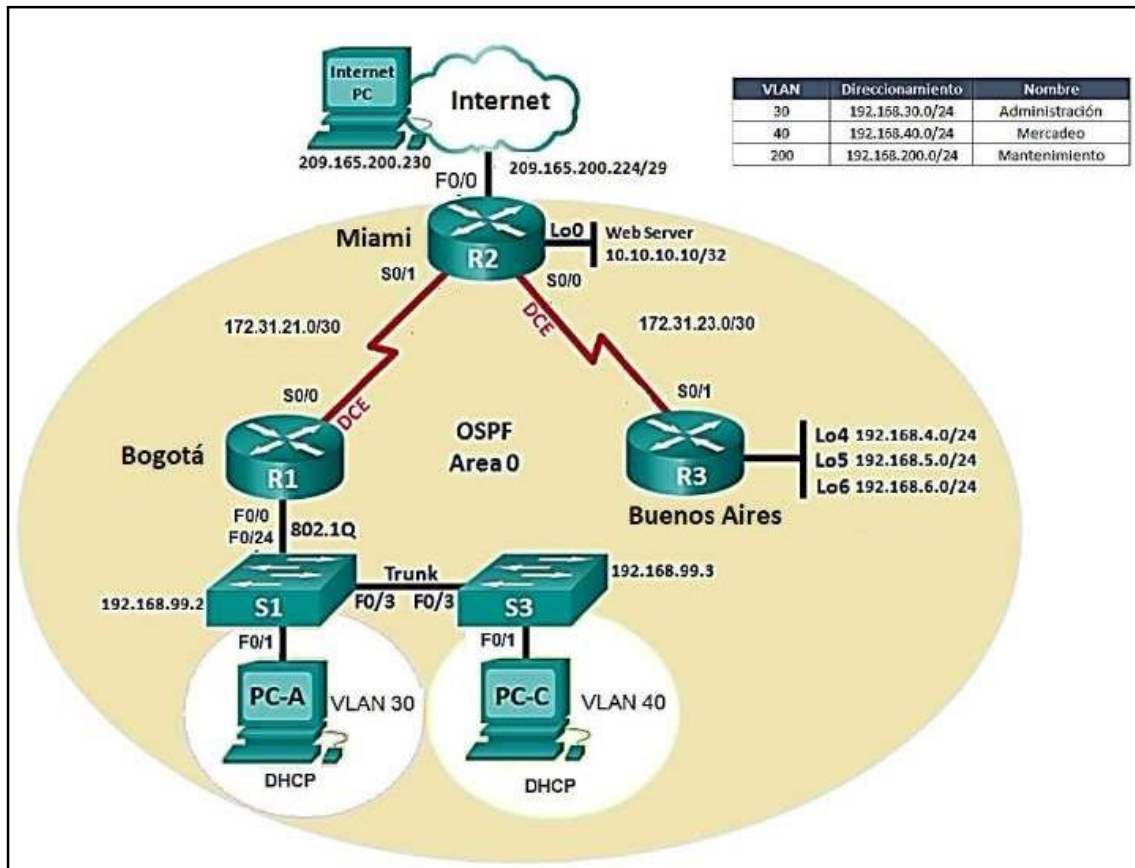 Internet
PC
Internet
209.165.200.230
209.165.200.224/29
F0/0
VLAN Direccionamiento Nombre
30 192.168.30.0/24 Administración
40 192.168.40.0/24 Mercadeo
200 192.168.200.0/24 Mantenimiento
Miami
R2
Lo0
Web Server
10.10.10.10/32
S0/1
S0/0
DCE
172.31.21.0/30
172.31.23.0/30
S0/0
DCE
S0/1
Bogotá
R1
OSPF
Area 0
R3
Buenos Aires
Lo4 192.168.4.0/24
Lo5 192.168.5.0/24
Lo6 192.168.6.0/24
F0/0
F0/24
802.1Q
192.168.99.2
S1
Trunk
F0/3 F0/3
S3
192.168.99.3
F0/1
F0/1
PC-A
VLAN 30
DHCP
PC-C
VLAN 40
DHCP